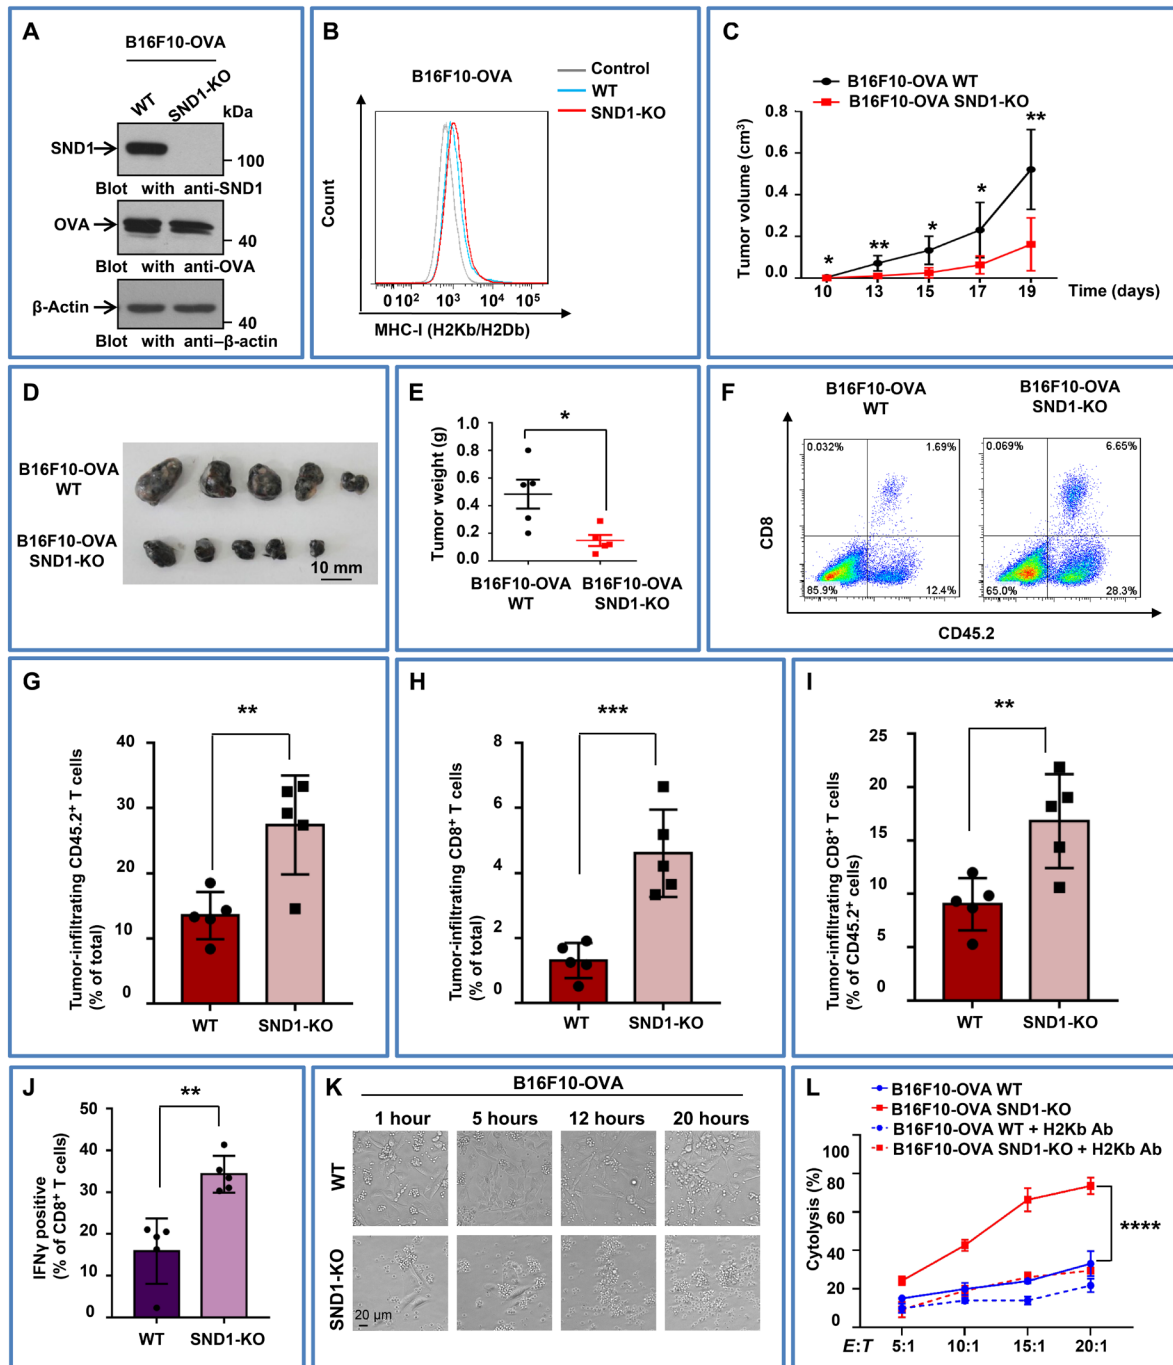 A
B16F10-OVA
WT
SND1-KO
kDa
SND1
100
Blot with anti-SND1
OVA
40
Blot with anti-OVA
β-Actin
40
Blot with anti–β-actin
B
B16F10-OVA
Control
WT
SND1-KO
Count
0 10² 10³ 10⁴ 10⁵
MHC-I (H2Kb/H2Db)
C
B16F10-OVA WT
B16F10-OVA SND1-KO
Tumor volume (cm³)
0.8
0.6
0.4
0.2
0.0
* ** * * **
10 13 15 17 19
Time (days)
D
B16F10-OVA
WT
B16F10-OVA
SND1-KO
10 mm
E
Tumor weight (g)
1.0
0.8
0.6
0.4
0.2
0.0
*
B16F10-OVA
WT
B16F10-OVA
SND1-KO
F
B16F10-OVA
WT
B16F10-OVA
SND1-KO
CD8
0.032% 1.69%
85.9% 12.4%
0.069% 6.65%
65.0% 28.3%
CD45.2
G
Tumor-infiltrating CD45.2⁺ T cells
(% of total)
40
30
20
10
0
**
WT SND1-KO
H
Tumor-infiltrating CD8⁺ T cells
(% of total)
8
6
4
2
0
***
WT SND1-KO
I
Tumor-infiltrating CD8⁺ T cells
(% of CD45.2⁺ cells)
25
20
15
10
5
0
**
WT SND1-KO
J
IFNγ positive
(% of CD8⁺ T cells)
50
40
30
20
10
0
**
WT SND1-KO
K
B16F10-OVA
1 hour 5 hours 12 hours 20 hours
WT
SND1-KO
20 μm
L
B16F10-OVA WT
B16F10-OVA SND1-KO
B16F10-OVA WT + H2Kb Ab
B16F10-OVA SND1-KO + H2Kb Ab
Cytolysis (%)
100
80
60
40
20
0
****
E:T 5:1 10:1 15:1 20:1